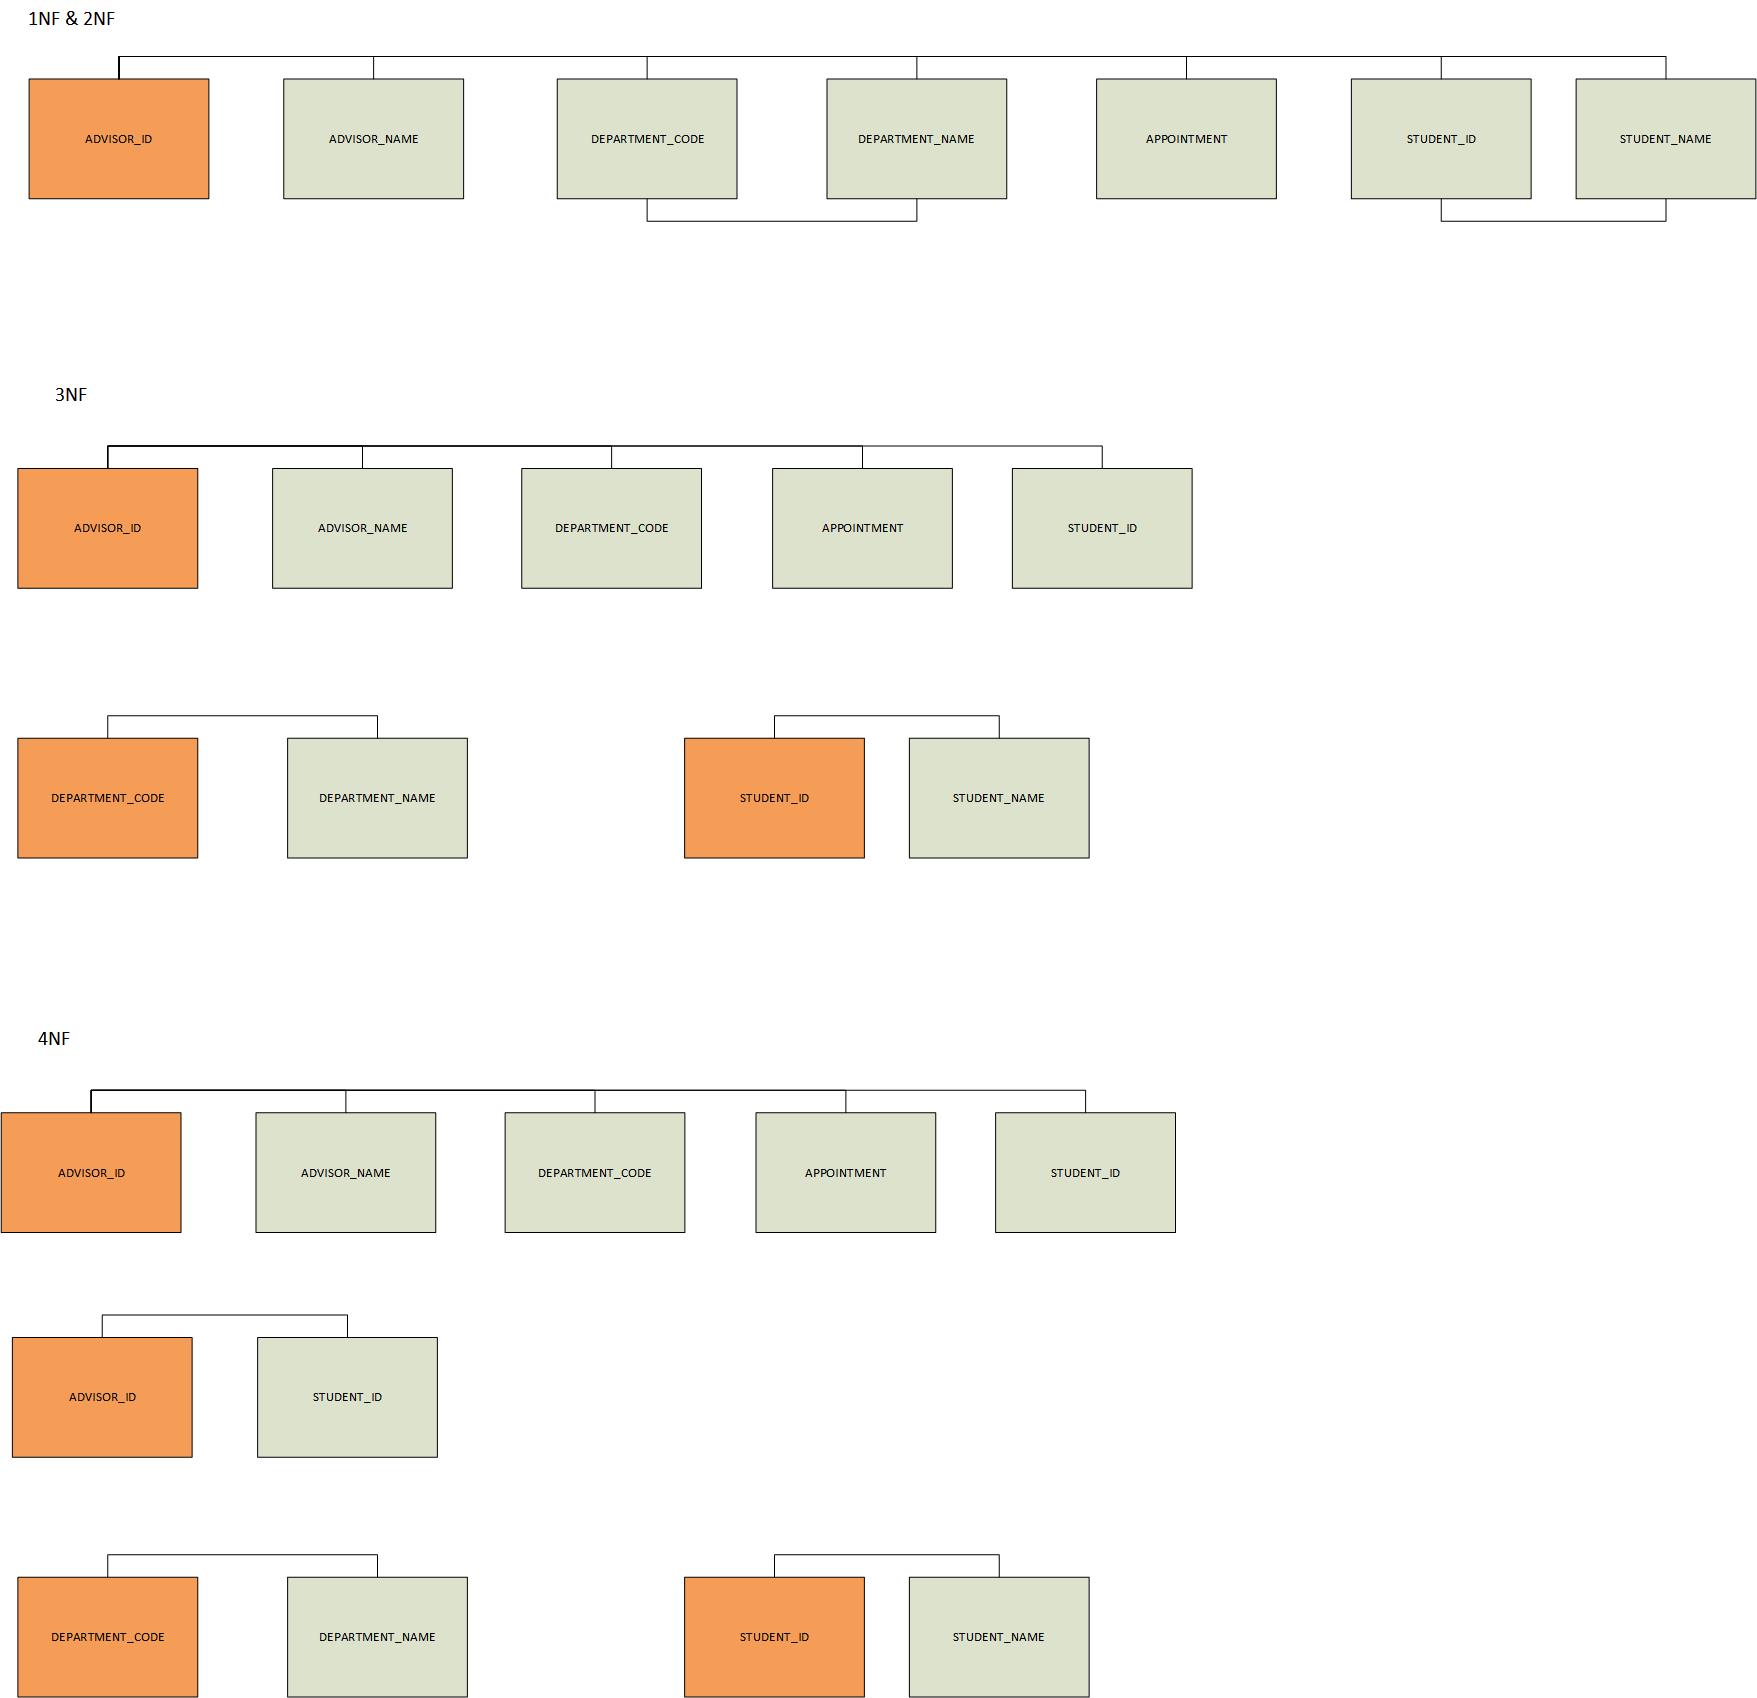 1NF & 2NF
ADVISOR_ID
ADVISOR_NAME
DEPARTMENT_CODE
DEPARTMENT_NAME
APPOINTMENT
STUDENT_ID
STUDENT_NAME
3NF
ADVISOR_ID
ADVISOR_NAME
DEPARTMENT_CODE
APPOINTMENT
STUDENT_ID
DEPARTMENT_CODE
DEPARTMENT_NAME
STUDENT_ID
STUDENT_NAME
4NF
ADVISOR_ID
ADVISOR_NAME
DEPARTMENT_CODE
APPOINTMENT
STUDENT_ID
ADVISOR_ID
STUDENT_ID
DEPARTMENT_CODE
DEPARTMENT_NAME
STUDENT_ID
STUDENT_NAME